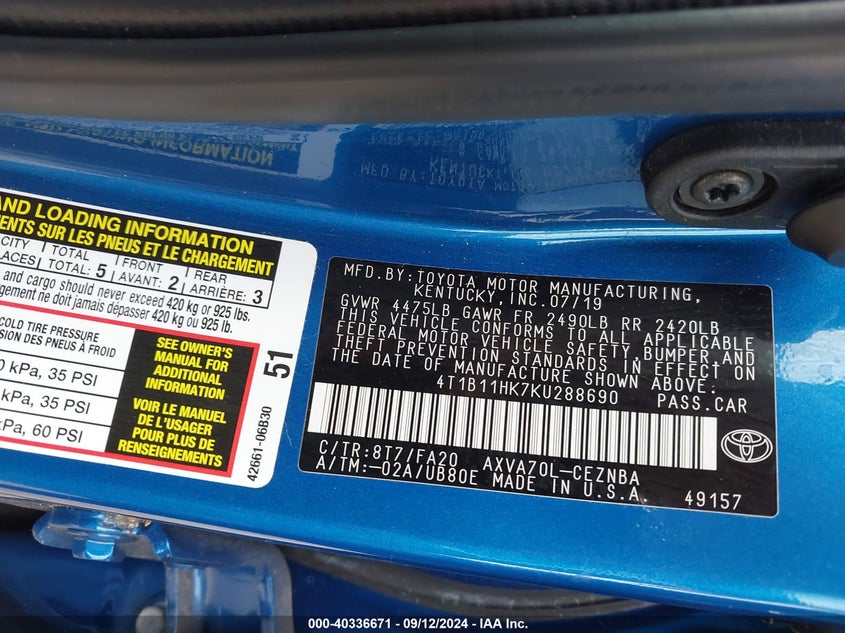 AND LOADING INFORMATION
SUR LES PNEUS ET LE CHARGEMENT
TOTAL FRONT REAR
TOTAL: 5 AVANT: 2 ARRIÈRE: 3
and cargo should never exceed 420 kg or 925 lbs.
ne doit jamais dépasser 420 kg ou 925 lb.
COLD TIRE PRESSURE
DES PNEUS À FROID
kPa, 35 PSI
kPa, 35 PSI
kPa, 60 PSI
SEE OWNER'S
MANUAL FOR
ADDITIONAL
INFORMATION
VOIR LE MANUEL
DE L'USAGER
POUR PLUS DE
RENSEIGNEMENTS
51
42661-06B30
MFD.BY:TOYOTA MOTOR MANUFACTURING,
KENTUCKY,INC.07/19
GVWR 4475LB GAWR FR 2490LB RR 2420LB
THIS VEHICLE CONFORMS TO ALL APPLICABLE
FEDERAL MOTOR VEHICLE SAFETY,BUMPER,AND
THEFT PREVENTION STANDARDS IN EFFECT ON
THE DATE OF MANUFACTURE SHOWN ABOVE.
4T1B11HK7KU288690 PASS.CAR
C/TR:8T7/FA20 AXVA70L-CEZNBA
A/TM:-02A/UB80E MADE IN U.S.A.
49157
000-40336671 - 09/12/2024 - IAA Inc.